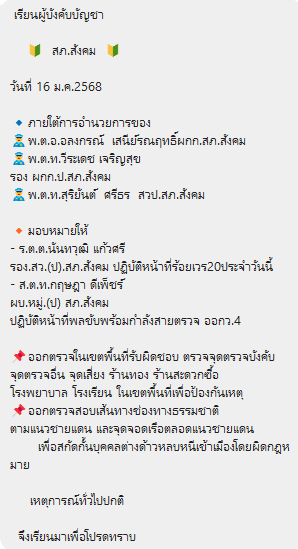 เรียนผู้บังคับบัญชา
🔰 สภ.สังคม 🔰
วันที่ 16 ม.ค.2568
🔹ภายใต้การอำนวยการของ
👮พ.ต.อ.อลงกรณ์ เสนีย์รณฤทธิ์ผกก.สภ.สังคม
👮พ.ต.ท.วีระเดช เจริญสุข
รอง ผกก.ป.สภ.สังคม
👮พ.ต.ท.สุริยันต์ ศรีธร สวป.สภ.สังคม
🔸มอบหมายให้
- ร.ต.ต.นันทวุฒิ แก้วศรี
รอง.สว.(ป).สภ.สังคม ปฏิบัติหน้าที่ร้อยเวร20ประจำวันนี้
- ส.ต.ท.กฤษฎา ดีเพ็ชร์
ผบ.หมู่.(ป) สภ.สังคม
ปฏิบัติหน้าที่พลขับพร้อมกำลังสายตรวจ ออกว.4
📌ออกตรวจในเขตพื้นที่รับผิดชอบ ตรวจจุดตรวจบังคับ
จุดตรวจอื่น จุดเสี่ยง ร้านทอง ร้านสะดวกซื้อ
โรงพยาบาล โรงเรียน ในเขตพื้นที่เพื่อป้องกันเหตุ
📌ออกตรวจสอบเส้นทางช่องทางธรรมชาติ
ตามแนวชายแดน และจุดจอดเรือตลอดแนวชายแดน
เพื่อสกัดกั้นบุคคลต่างด้าวหลบหนีเข้าเมืองโดยผิดกฎห
มาย
เหตุการณ์ทั่วไปปกติ
จึงเรียนมาเพื่อโปรดทราบ